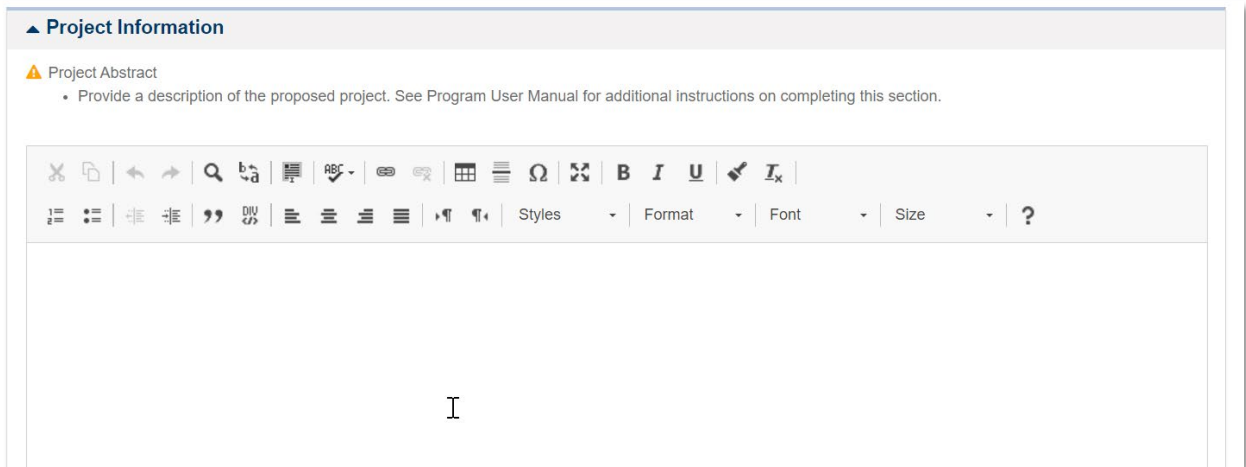 Project Information
Project Abstract
• Provide a description of the proposed project. See Program User Manual for additional instructions on completing this section.
Styles Format Font Size ?